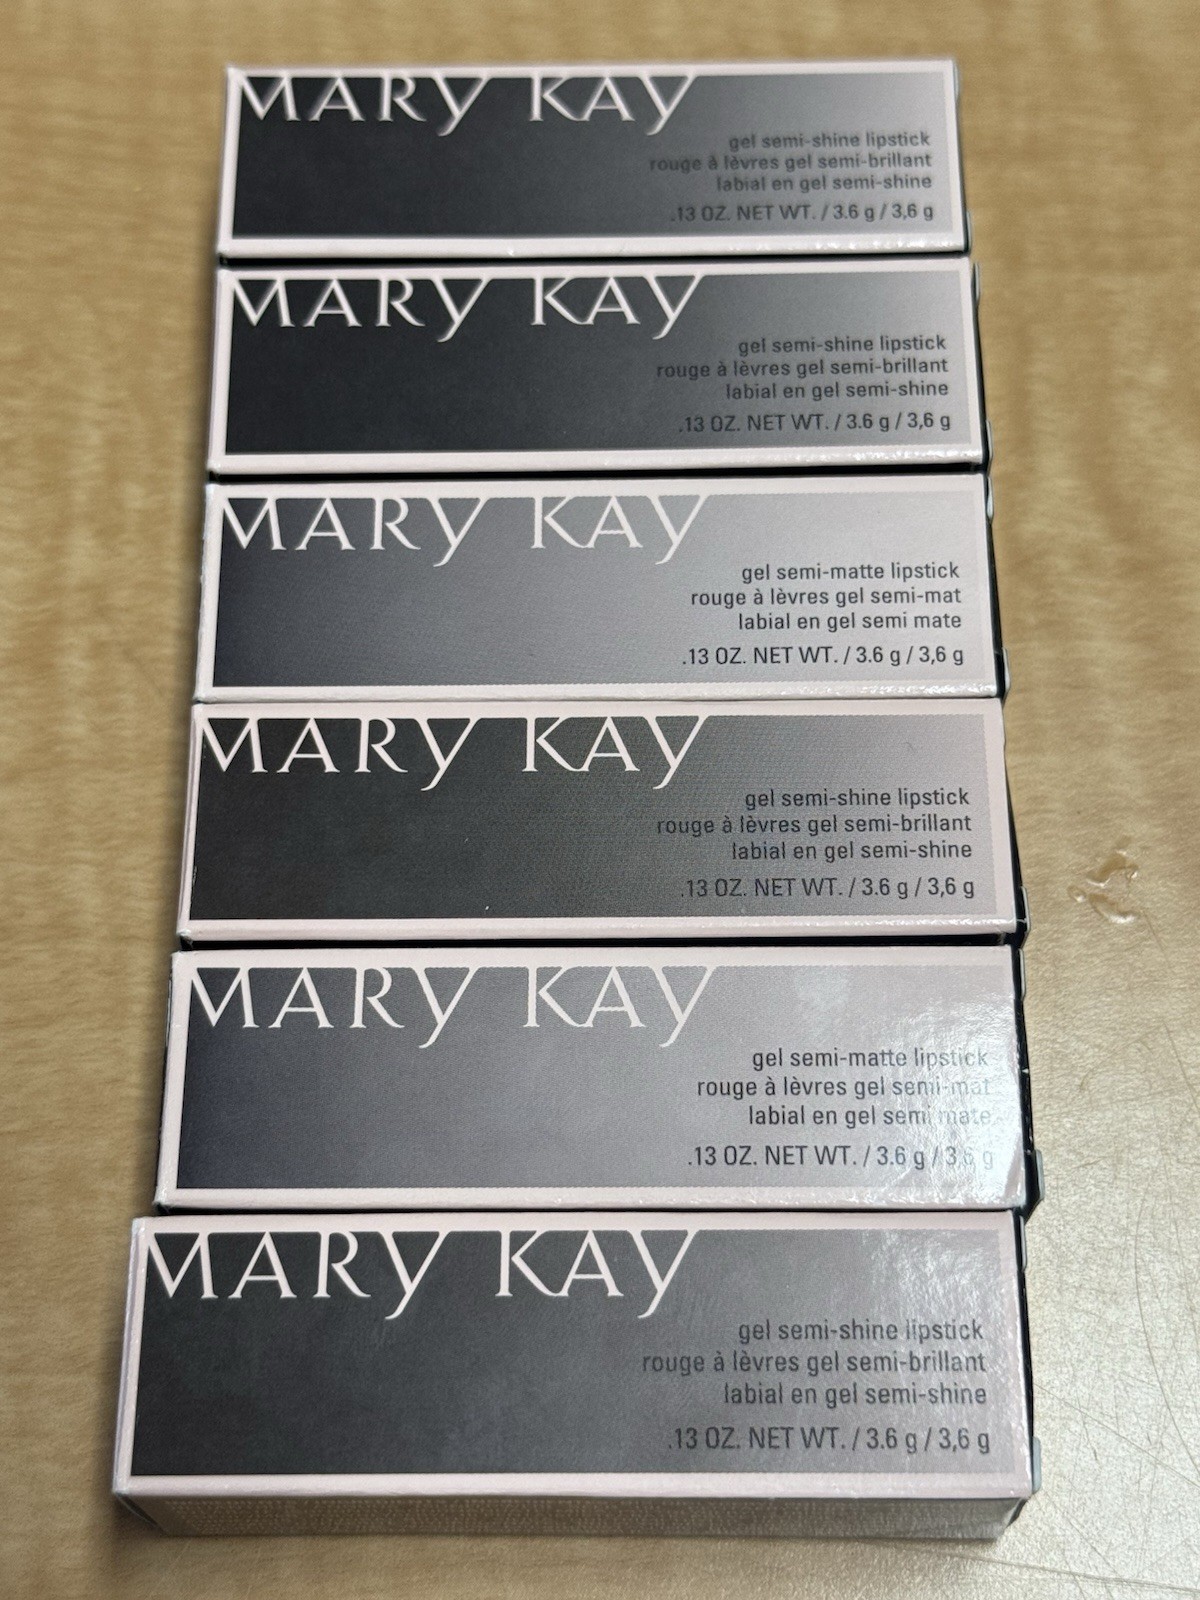 MARY KAY
gel semi-shine lipstick
rouge à lèvres gel semi-brillant
labial en gel semi-shine
.13 OZ. NET WT. / 3.6 g / 3,6 g
MARY KAY
gel semi-shine lipstick
rouge à lèvres gel semi-brillant
labial en gel semi-shine
.13 OZ. NET WT. / 3.6 g / 3,6 g
MARY KAY
gel semi-matte lipstick
rouge à lèvres gel semi-mat
labial en gel semi mate
.13 OZ. NET WT. / 3.6 g / 3,6 g
MARY KAY
gel semi-shine lipstick
rouge à lèvres gel semi-brillant
labial en gel semi-shine
.13 OZ. NET WT. / 3.6 g / 3,6 g
MARY KAY
gel semi-matte lipstick
rouge à lèvres gel semi-mat
labial en gel semi mate
.13 OZ. NET WT. / 3.6 g / 3,6 g
MARY KAY
gel semi-shine lipstick
rouge à lèvres gel semi-brillant
labial en gel semi-shine
.13 OZ. NET WT. / 3.6 g / 3,6 g